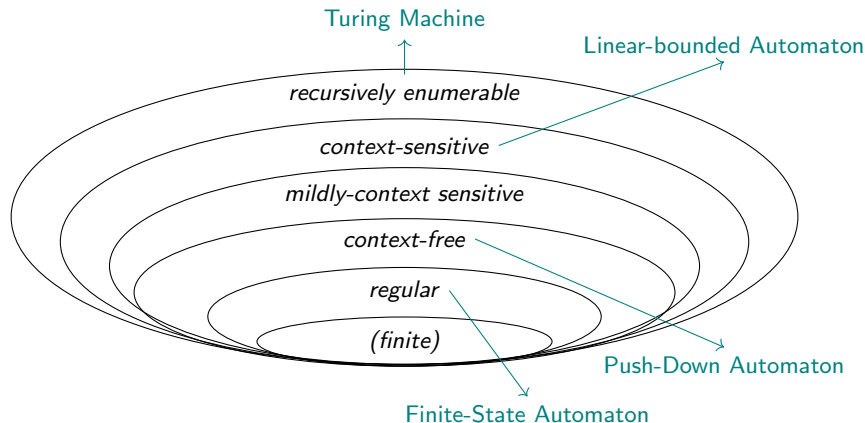 Turing Machine
Linear-bounded Automaton
recursively enumerable
context-sensitive
mildly-context sensitive
context-free
regular
(finite)
Push-Down Automaton
Finite-State Automaton